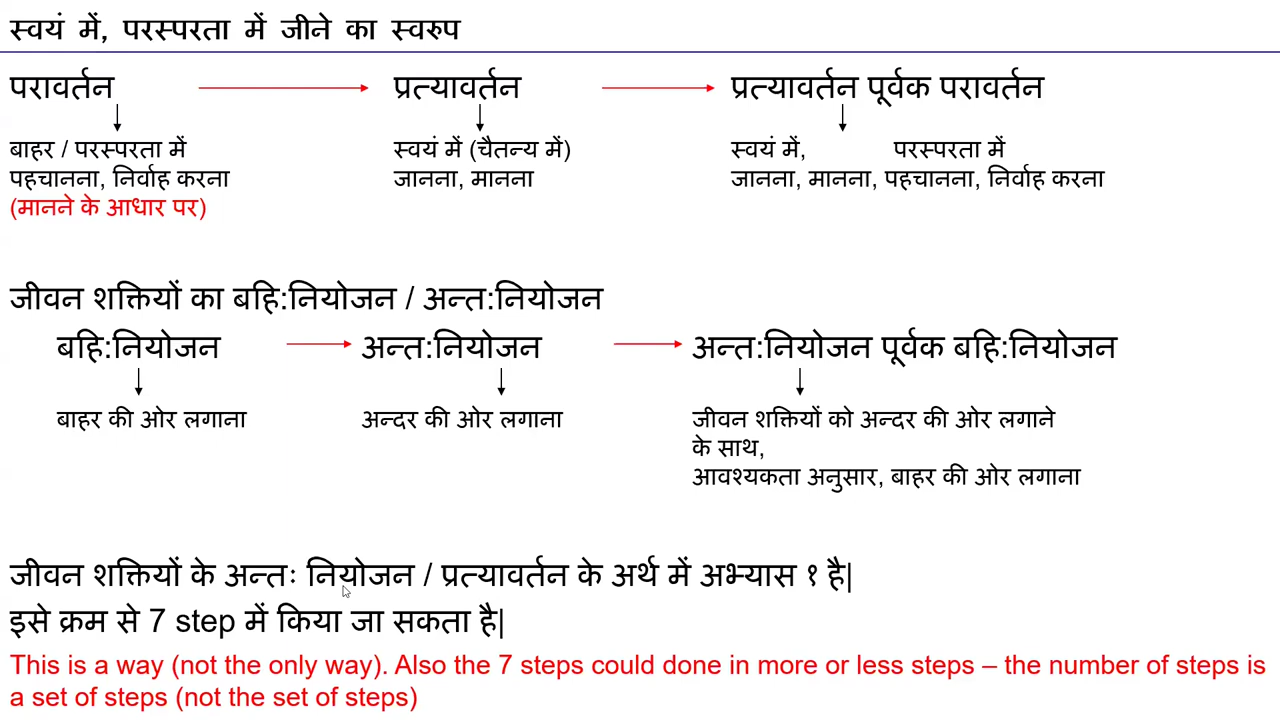 स्वयं में, परस्परता में जीने का स्वरुप
परावर्तन प्रत्यावर्तन प्रत्यावर्तन पूर्वक परावर्तन
बाहर / परस्परता में स्वयं में (चैतन्य में) स्वयं में, परस्परता में
पहचानना, निर्वाह करना जानना, मानना जानना, मानना, पहचानना, निर्वाह करना
(मानने के आधार पर)
जीवन शक्तियों का बहि:नियोजन / अन्त:नियोजन
बहि:नियोजन अन्त:नियोजन अन्त:नियोजन पूर्वक बहि:नियोजन
बाहर की ओर लगाना अन्दर की ओर लगाना जीवन शक्तियों को अन्दर की ओर लगाने
के साथ,
आवश्यकता अनुसार, बाहर की ओर लगाना
जीवन शक्तियों के अन्तः नियोजन / प्रत्यावर्तन के अर्थ में अभ्यास १ है|
इसे क्रम से 7 step में किया जा सकता है|
This is a way (not the only way). Also the 7 steps could done in more or less steps – the number of steps is
a set of steps (not the set of steps)